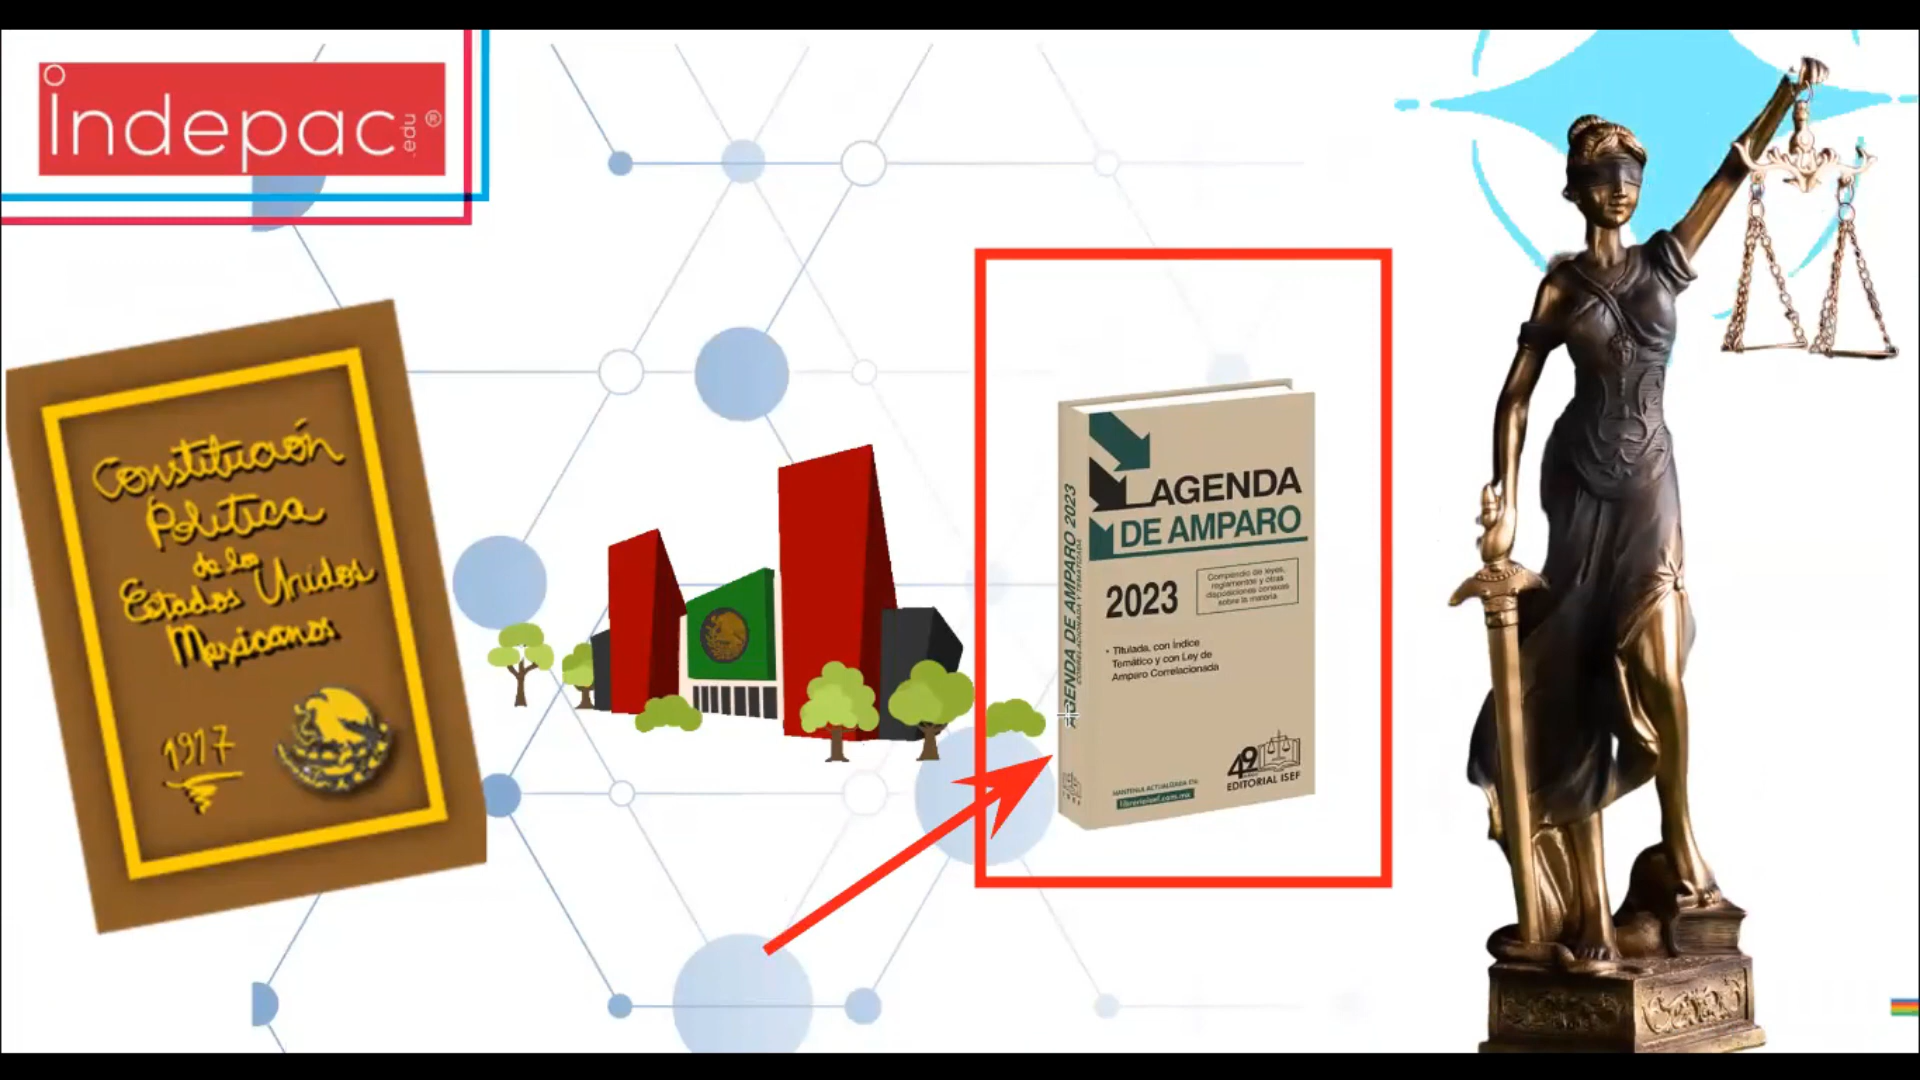 indepac .edu ®
Constitución
Política
de los
Estados Unidos
Mexicanos
1917
AGENDA DE AMPARO 2023
CORRELACIONADA Y TEMATIZADA
AGENDA
DE AMPARO
2023
Compendio de leyes,
reglamentos y otras
disposiciones conexas
sobre la materia.
• Titulada, con Índice
Temático y con Ley de
Amparo Correlacionada
49
EDITORIAL ISEF
MANTENLA ACTUALIZADA EN:
libreriaisef.com.mx